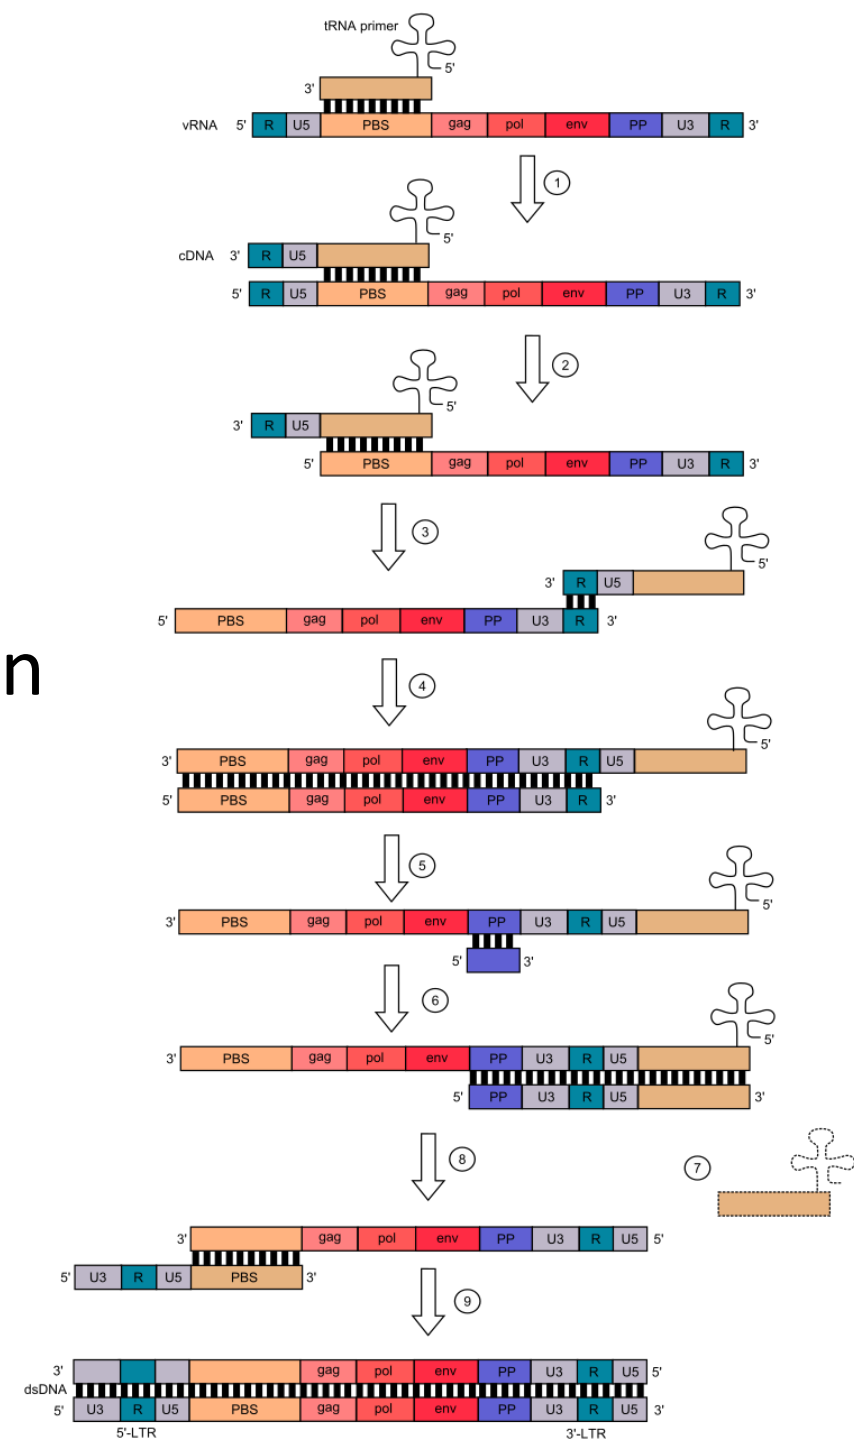 tRNA primer
5'
3'
vRNA 5' R U5 PBS gag pol env PP U3 R 3'
1
5'
cDNA 3' R U5
5' R U5 PBS gag pol env PP U3 R 3'
2
5'
3' R U5
5' PBS gag pol env PP U3 R 3'
3
5'
3' R U5
5' PBS gag pol env PP U3 R 3'
n
4
5'
3' PBS gag pol env PP U3 R U5
5' PBS gag pol env PP U3 R 3'
5
5'
3' PBS gag pol env PP U3 R U5
5' 3'
6
5'
3' PBS gag pol env PP U3 R U5
5' PP U3 R U5 3'
8
7
3' gag pol env PP U3 R U5 5'
5' U3 R U5 PBS 3'
9
3' gag pol env PP U3 R U5 5'
dsDNA
5' U3 R U5 PBS gag pol env PP U3 R U5 3'
5'-LTR 3'-LTR